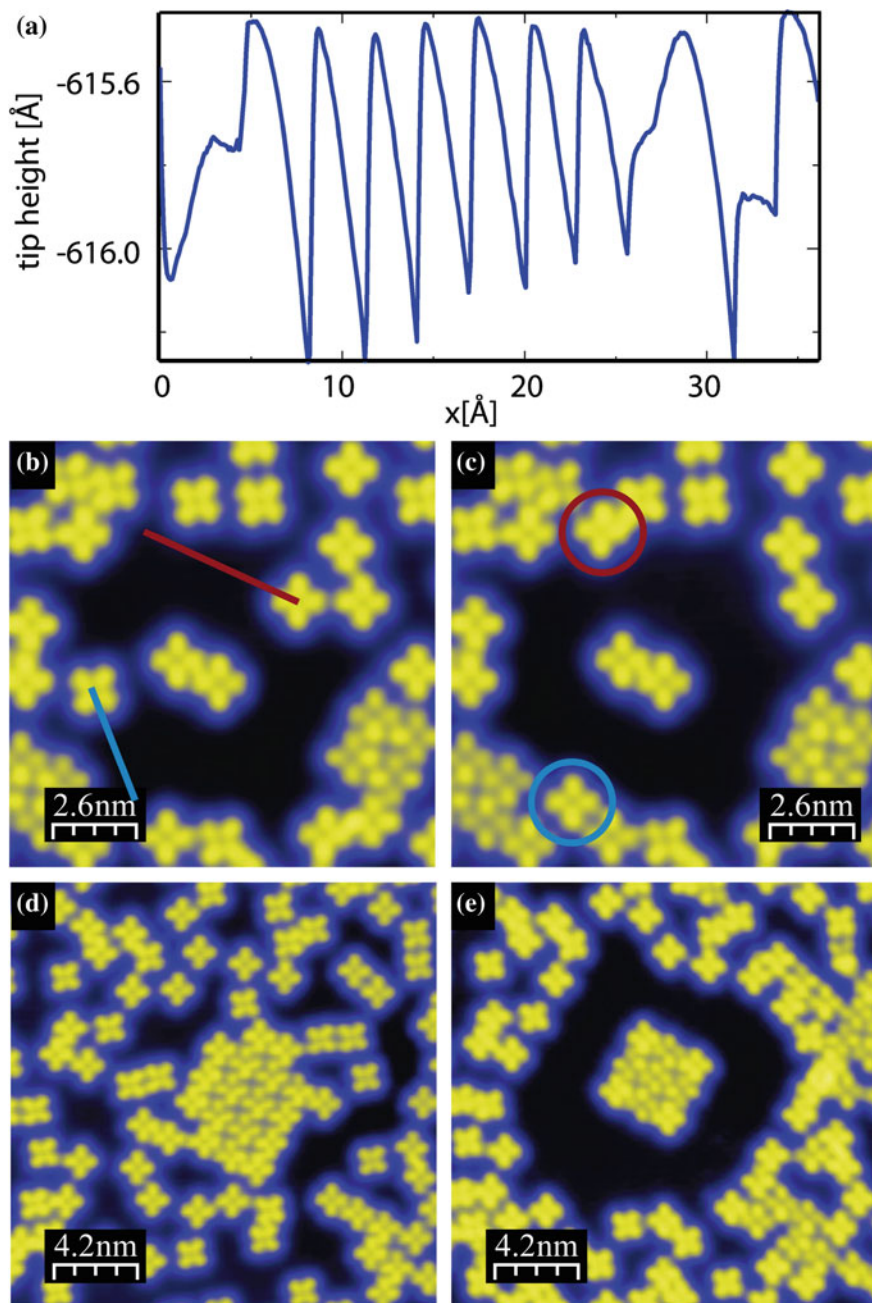 (a)
-615.6
-616.0
tip height [Å]
0 10 20 30
x[Å]
(b) (c)
2.6nm 2.6nm
(d) (e)
4.2nm 4.2nm